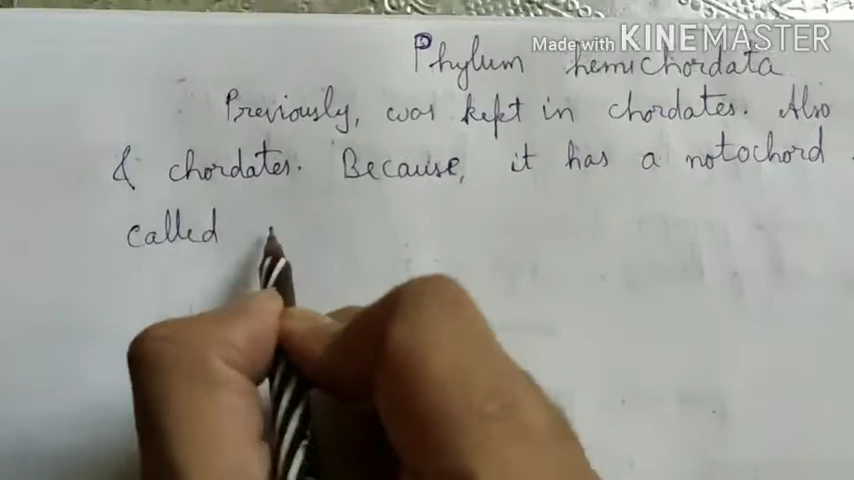 Made with KINEMASTER
Phylum hemichordata
Previously, was kept in chordates. Also
& chordates. Because, it has a notochord
called